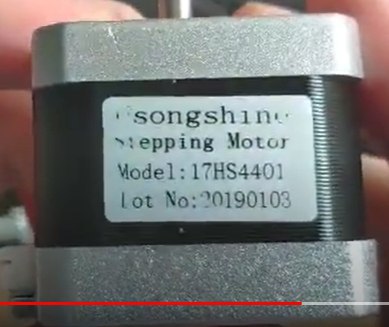 songshine
Stepping Motor
Model:17HS4401
Lot No:20190103